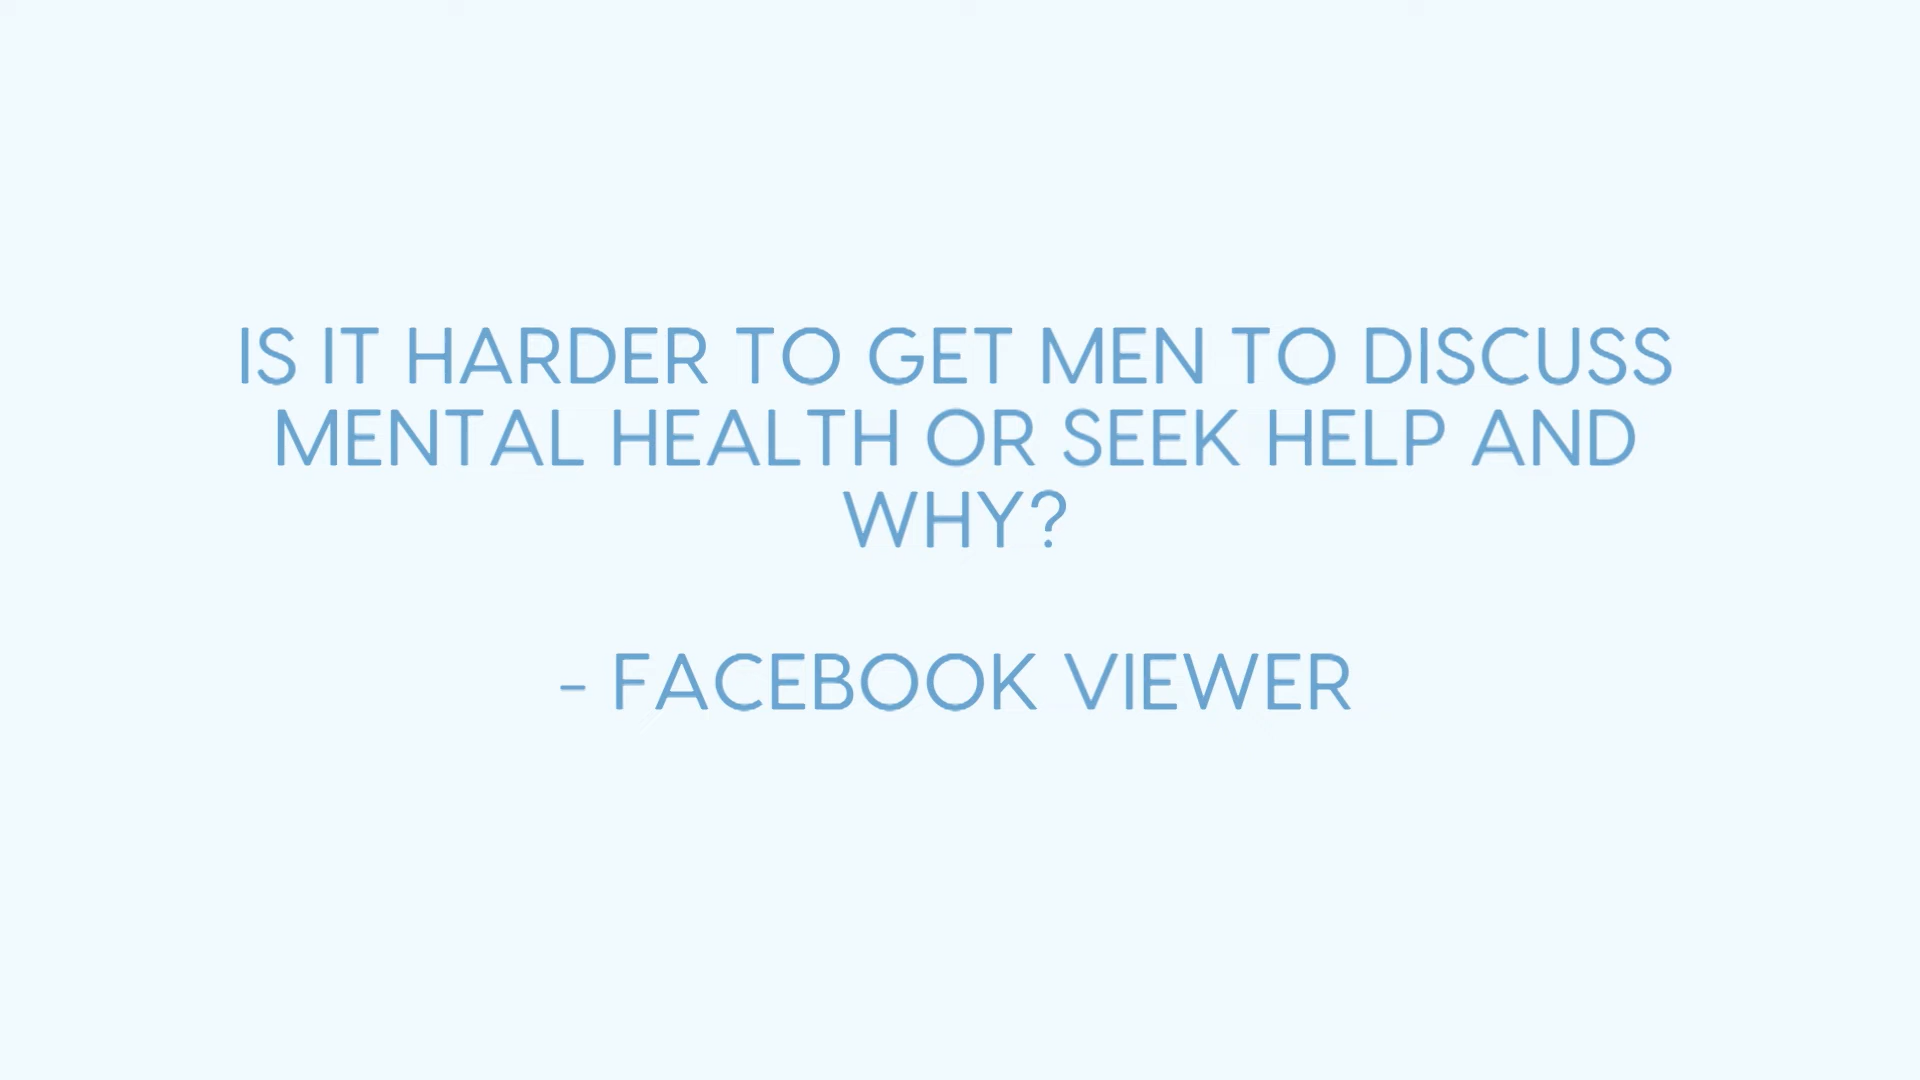 IS IT HARDER TO GET MEN TO DISCUSS
MENTAL HEALTH OR SEEK HELP AND
WHY?
- FACEBOOK VIEWER